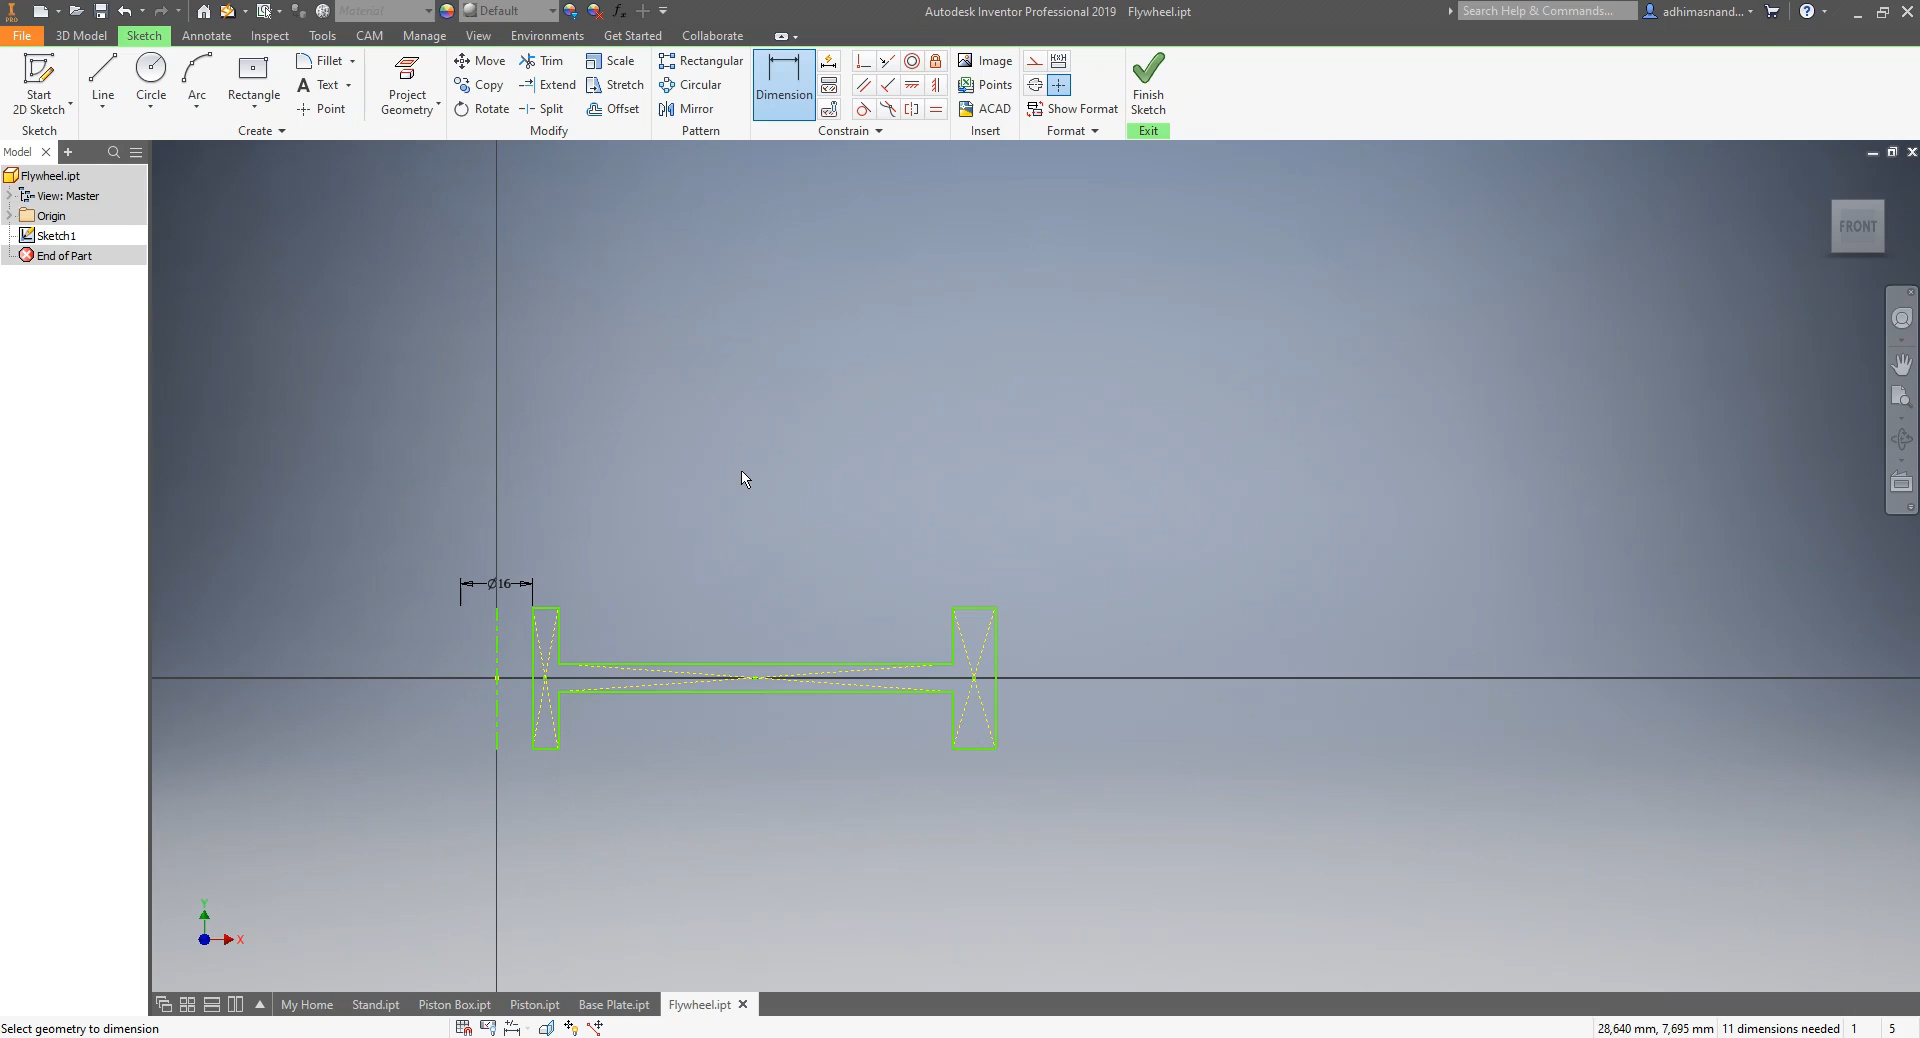 PRO Material Default fx Autodesk Inventor Professional 2019 Flywheel.ipt Search Help & Commands... adhimasnand...
File 3D Model Sketch Annotate Inspect Tools CAM Manage View Environments Get Started Collaborate
Start 2D Sketch
Line
Circle
Arc
Rectangle
Fillet
Text
Point
Project Geometry
Move
Copy
Rotate
Trim
Extend
Split
Scale
Stretch
Offset
Rectangular
Circular
Mirror
Dimension
Image
Points
ACAD
Show Format
Finish Sketch
Sketch Create Modify Pattern Constrain Insert Format Exit
Model
Flywheel.ipt
View: Master
Origin
Sketch1
End of Part
FRONT
Ø16
Y
X
My Home Stand.ipt Piston Box.ipt Piston.ipt Base Plate.ipt Flywheel.ipt
Select geometry to dimension
28,640 mm, 7,695 mm 11 dimensions needed 1 5